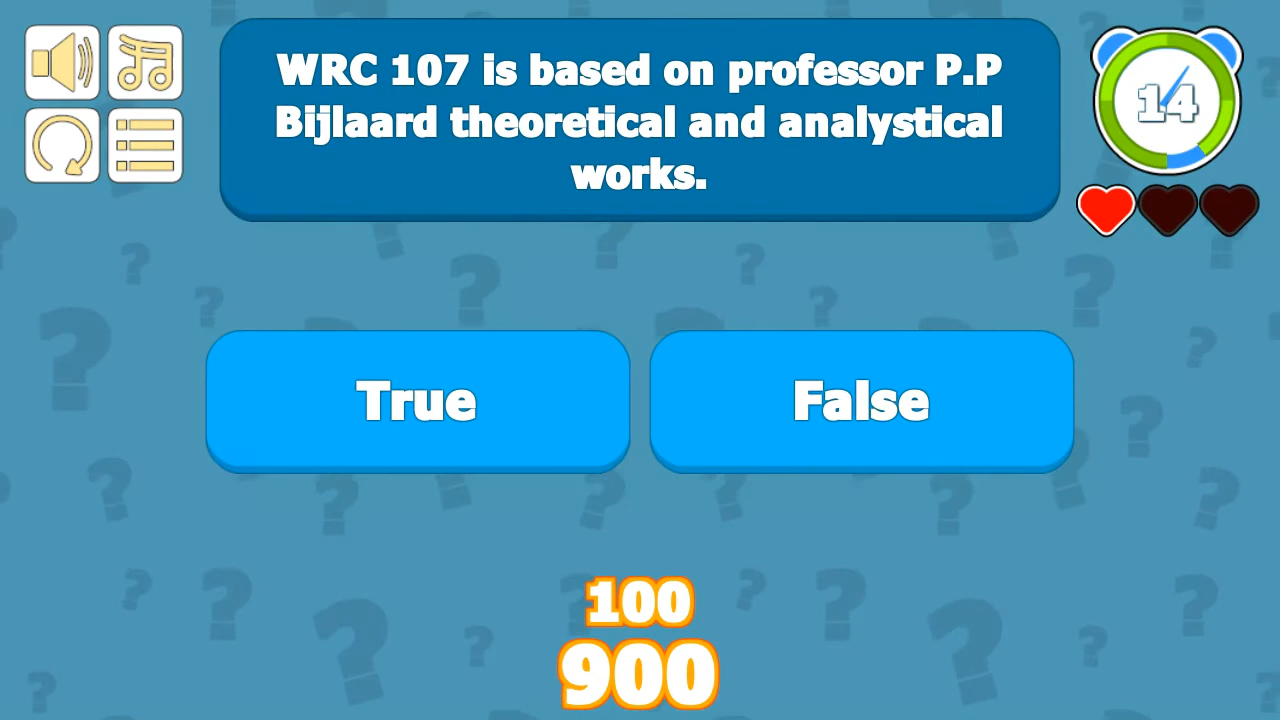 WRC 107 is based on professor P.P
Bijlaard theoretical and analystical
works.
14
True
False
100
900